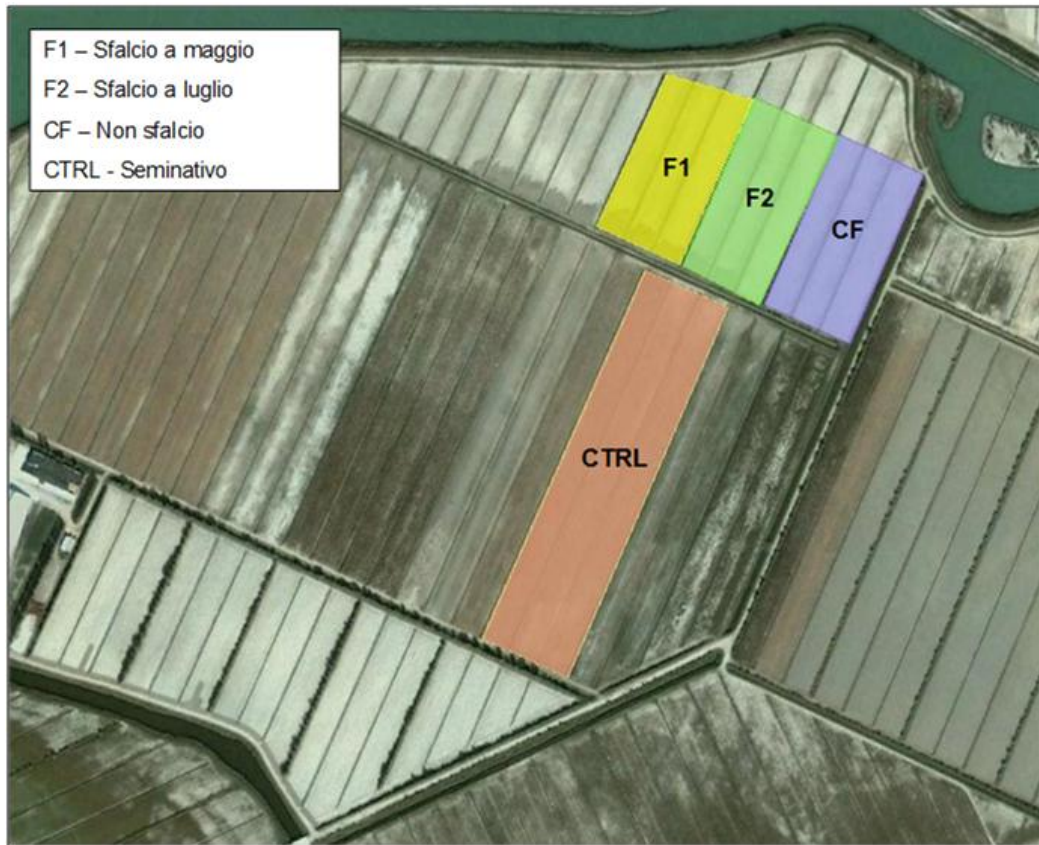 F1 – Sfalcio a maggio
F2 – Sfalcio a luglio
CF – Non sfalcio
CTRL - Seminativo
F1
F2
CF
CTRL